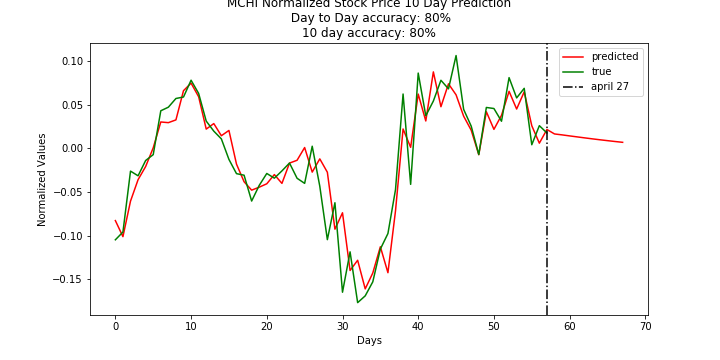 MCHI Normalized Stock Price 10 Day Prediction
Day to Day accuracy: 80%
10 day accuracy: 80%
predicted
true
april 27
0.10
0.05
0.00
−0.05
−0.10
−0.15
Normalized Values
0 10 20 30 40 50 60 70
Days